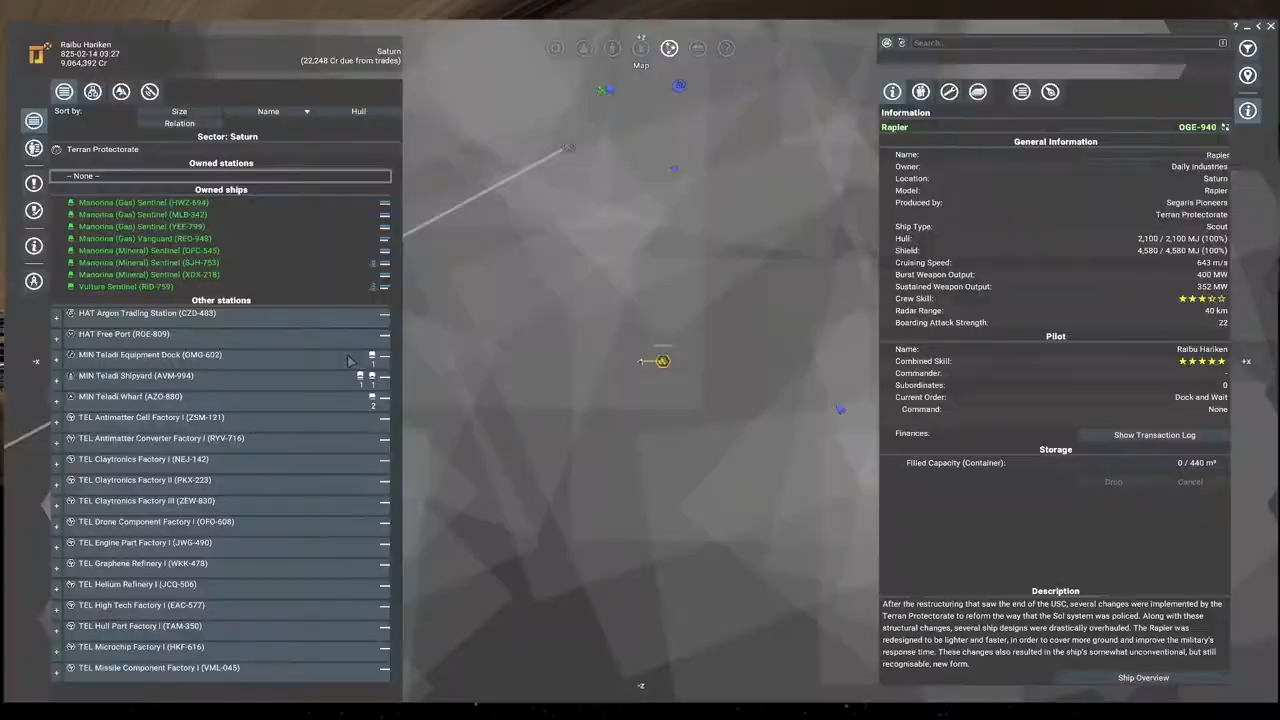 Raibu Hariken
825-02-14 03:27
9,064,392 Cr
Saturn
(22,248 Cr due from trades)
Sort by:
Size
Name
Hull
Relation
Sector: Saturn
Terran Protectorate
Owned stations
-- None --
Owned ships
Manorina (Gas) Sentinel (HWZ-694)
Manorina (Gas) Sentinel (MLB-342)
Manorina (Gas) Sentinel (YEE-799)
Manorina (Gas) Vanguard (REO-948)
Manorina (Mineral) Sentinel (OFC-545)
Manorina (Mineral) Sentinel (SJH-753)
Manorina (Mineral) Sentinel (XDX-218)
Vulture Sentinel (RID-759)
Other stations
HAT Argon Trading Station (CZD-483)
HAT Free Port (RGE-809)
MIN Teladi Equipment Dock (OMG-602)
1
MIN Teladi Shipyard (AVM-994)
1 1
MIN Teladi Wharf (AZO-880)
2
TEL Antimatter Cell Factory I (ZSM-121)
TEL Antimatter Converter Factory I (RYV-716)
TEL Claytronics Factory I (NEJ-142)
TEL Claytronics Factory II (PKX-223)
TEL Claytronics Factory III (ZEW-830)
TEL Drone Component Factory I (OFO-608)
TEL Engine Part Factory I (JWG-490)
TEL Graphene Refinery I (WKK-478)
TEL Helium Refinery I (JCQ-506)
TEL High Tech Factory I (EAC-577)
TEL Hull Part Factory I (TAM-350)
TEL Microchip Factory I (HKF-616)
TEL Missile Component Factory I (VML-045)
+z
Map
-x
+x
-z
Search...
Information
Rapier
OGE-940
General Information
Name: Rapier
Owner: Daily Industries
Location: Saturn
Model: Rapier
Produced by: Segaris Pioneers
Terran Protectorate
Ship Type: Scout
Hull: 2,100 / 2,100 MJ (100%)
Shield: 4,580 / 4,580 MJ (100%)
Cruising Speed: 643 m/s
Burst Weapon Output: 400 MW
Sustained Weapon Output: 352 MW
Crew Skill: ★★★☆☆
Radar Range: 40 km
Boarding Attack Strength: 22
Pilot
Name: Raibu Hariken
Combined Skill: ★★★★★
Commander: -
Subordinates: 0
Current Order: Dock and Wait
Command: None
Finances: Show Transaction Log
Storage
Filled Capacity (Container): 0 / 440 m³
Drop
Cancel
Description
After the restructuring that saw the end of the USC, several changes were implemented by the
Terran Protectorate to reform the way that the Sol system was policed. Along with these
structural changes, several ship designs were drastically overhauled. The Rapier was
redesigned to be lighter and faster, in order to cover more ground and improve the military's
response time. These changes also resulted in the ship's somewhat unconventional, but still
recognisable, new form.
Ship Overview